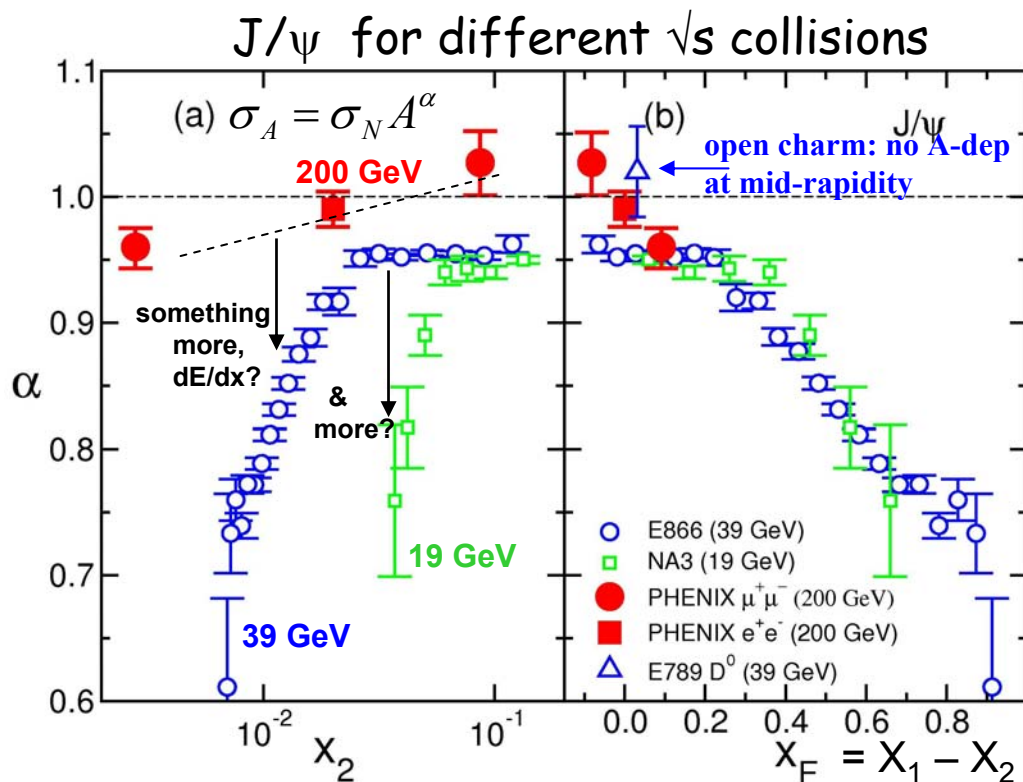 J/ψ for different √s collisions
1.1
1.0
0.9
0.8
0.7
0.6
α
(a) σ_A = σ_N A^α
200 GeV
something
more,
dE/dx?
&
more?
19 GeV
39 GeV
10⁻²
10⁻¹
X₂
(b)
J/ψ
open charm: no A-dep
at mid-rapidity
E866 (39 GeV)
NA3 (19 GeV)
PHENIX μ⁺μ⁻ (200 GeV)
PHENIX e⁺e⁻ (200 GeV)
E789 D⁰ (39 GeV)
0.0 0.2 0.4 0.6 0.8
X_F = X₁ – X₂